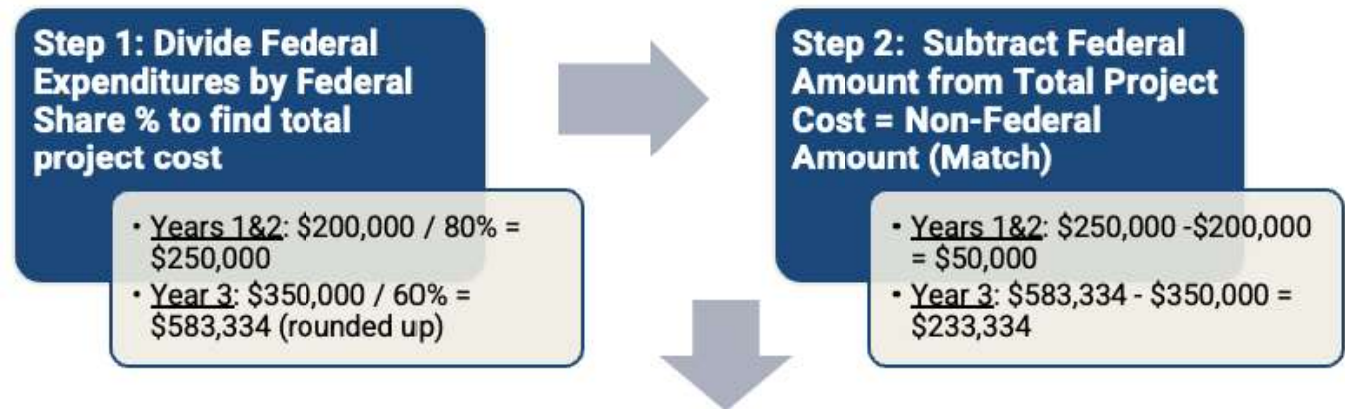 Step 1: Divide Federal
Expenditures by Federal
Share % to find total
project cost
• Years 1&2: $200,000 / 80% =
$250,000
• Year 3: $350,000 / 60% =
$583,334 (rounded up)
Step 2:  Subtract Federal
Amount from Total Project
Cost = Non-Federal
Amount (Match)
• Years 1&2: $250,000 -$200,000
= $50,000
• Year 3: $583,334 - $350,000 =
$233,334